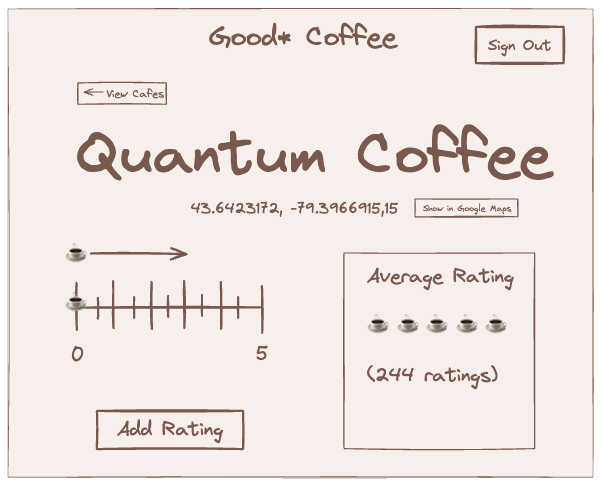 Good* Coffee
Sign Out
← View Cafes
Quantum Coffee
43.6423172, -79.3966915,15
Show in Google Maps
Average Rating
0
5
(244 ratings)
Add Rating